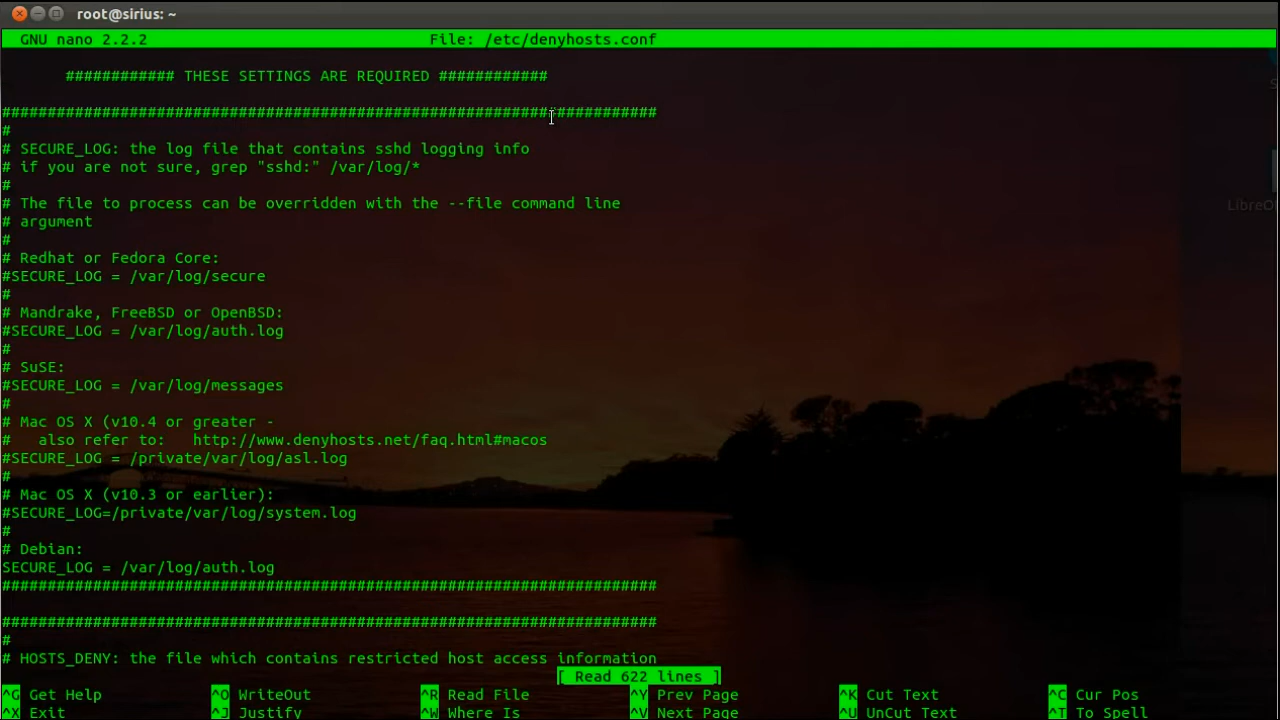 root@sirius: ~
GNU nano 2.2.2 File: /etc/denyhosts.conf
############ THESE SETTINGS ARE REQUIRED ############
########################################################################
#
# SECURE_LOG: the log file that contains sshd logging info
# if you are not sure, grep "sshd:" /var/log/*
#
# The file to process can be overridden with the --file command line
# argument
#
# Redhat or Fedora Core:
#SECURE_LOG = /var/log/secure
#
# Mandrake, FreeBSD or OpenBSD:
#SECURE_LOG = /var/log/auth.log
#
# SuSE:
#SECURE_LOG = /var/log/messages
#
# Mac OS X (v10.4 or greater -
#   also refer to:   http://www.denyhosts.net/faq.html#macos
#SECURE_LOG = /private/var/log/asl.log
#
# Mac OS X (v10.3 or earlier):
#SECURE_LOG=/private/var/log/system.log
#
# Debian:
SECURE_LOG = /var/log/auth.log
########################################################################
########################################################################
#
# HOSTS_DENY: the file which contains restricted host access information
[ Read 622 lines ]
^G Get Help ^O WriteOut ^R Read File ^Y Prev Page ^K Cut Text ^C Cur Pos
^X Exit ^J Justify ^W Where Is ^V Next Page ^U UnCut Text ^T To Spell